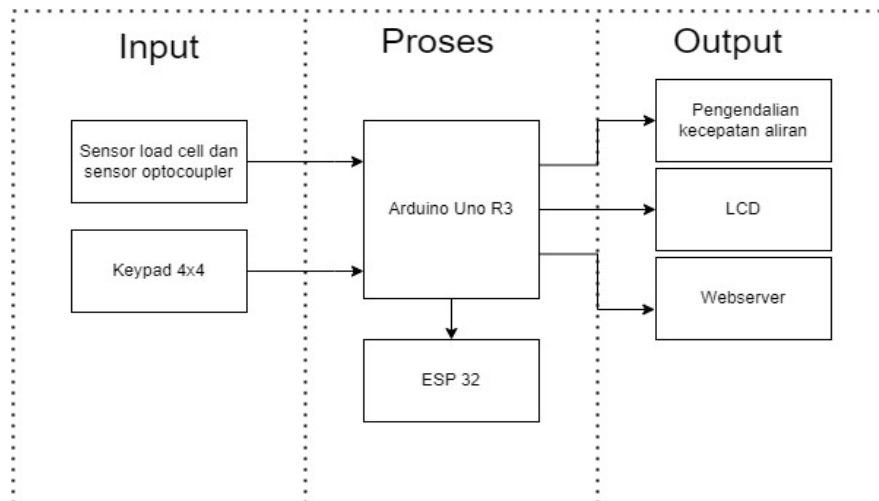 Input
Proses
Output
Sensor load cell dan
sensor optocoupler
Keypad 4x4
Arduino Uno R3
ESP 32
Pengendalian
kecepatan aliran
LCD
Webserver